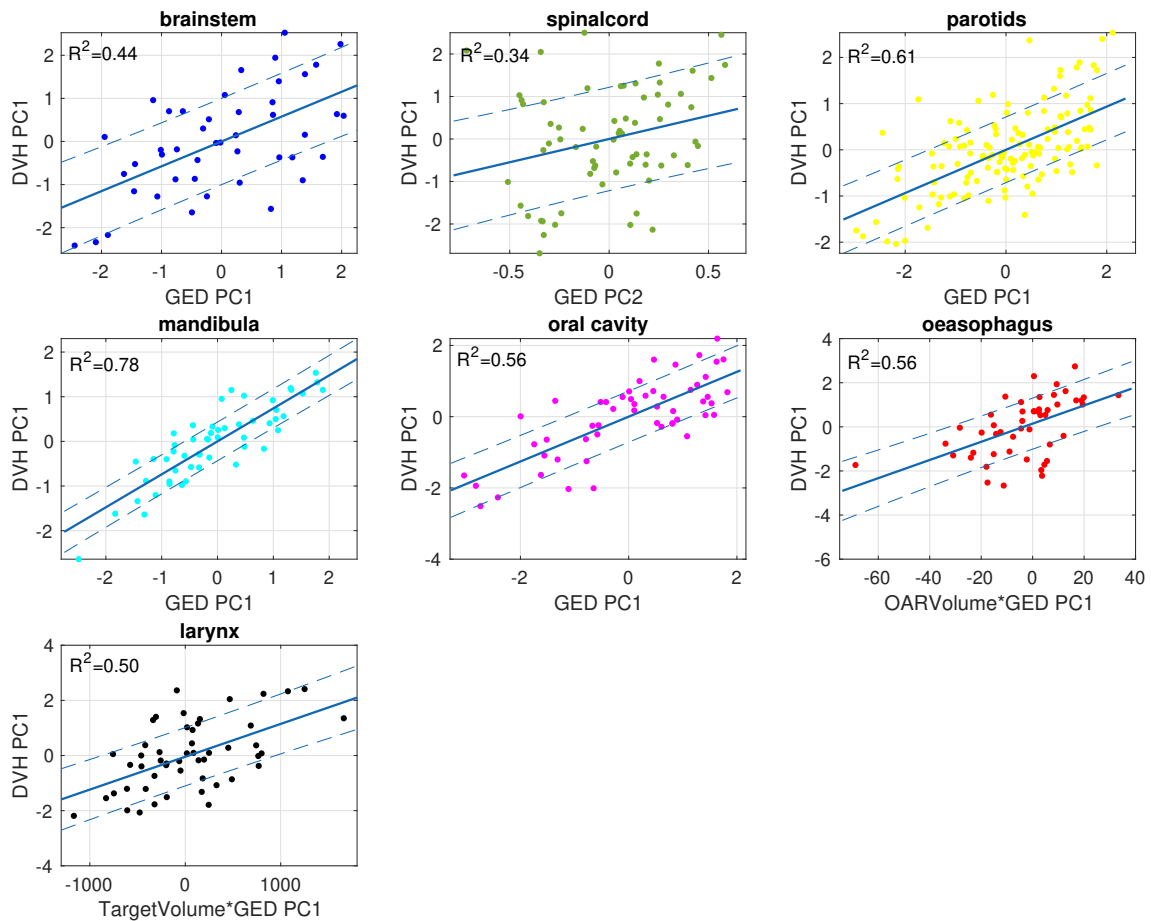 brainstem
R²=0.44
2
1
0
-1
-2
DVH PC1
-2 -1 0 1 2
GED PC1
spinalcord
R²=0.34
2
1
0
-1
-2
DVH PC1
-0.5 0 0.5
GED PC2
parotids
R²=0.61
2
1
0
-1
-2
DVH PC1
-2 0 2
GED PC1
mandibula
R²=0.78
2
1
0
-1
-2
DVH PC1
-2 -1 0 1 2
GED PC1
oral cavity
R²=0.56
2
0
-2
-4
DVH PC1
-2 0 2
GED PC1
oeasophagus
R²=0.56
4
2
0
-2
-4
-6
DVH PC1
-60 -40 -20 0 20 40
OARVolume*GED PC1
larynx
R²=0.50
4
2
0
-2
-4
DVH PC1
-1000 0 1000
TargetVolume*GED PC1